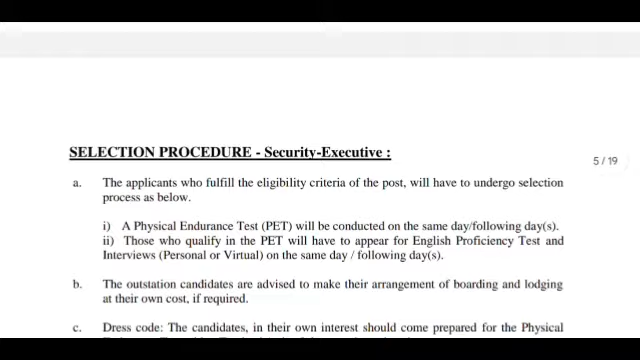 SELECTION PROCEDURE - Security-Executive :
5 / 19
a. The applicants who fulfill the eligibility criteria of the post, will have to undergo selection
process as below.
i) A Physical Endurance Test (PET) will be conducted on the same day/following day(s).
ii) Those who qualify in the PET will have to appear for English Proficiency Test and
Interviews (Personal or Virtual) on the same day / following day(s).
b. The outstation candidates are advised to make their arrangement of boarding and lodging
at their own cost, if required.
c. Dress code: The candidates, in their own interest should come prepared for the Physical